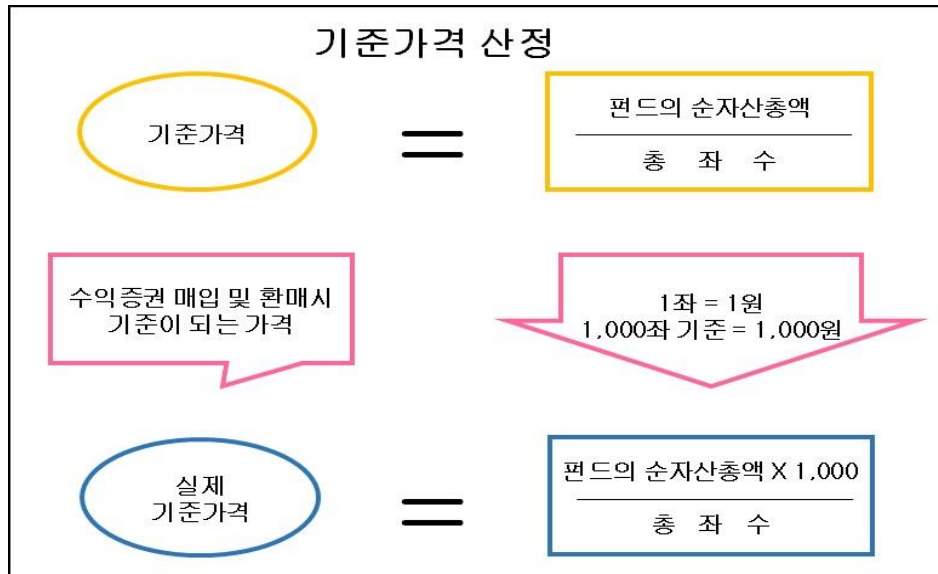 기준가격 산정
기준가격
=
펀드의 순자산총액
총 좌 수
수익증권 매입 및 환매시
기준이 되는 가격
1좌 = 1원
1,000좌 기준 = 1,000원
실제
기준가격
=
펀드의 순자산총액 X 1,000
총 좌 수